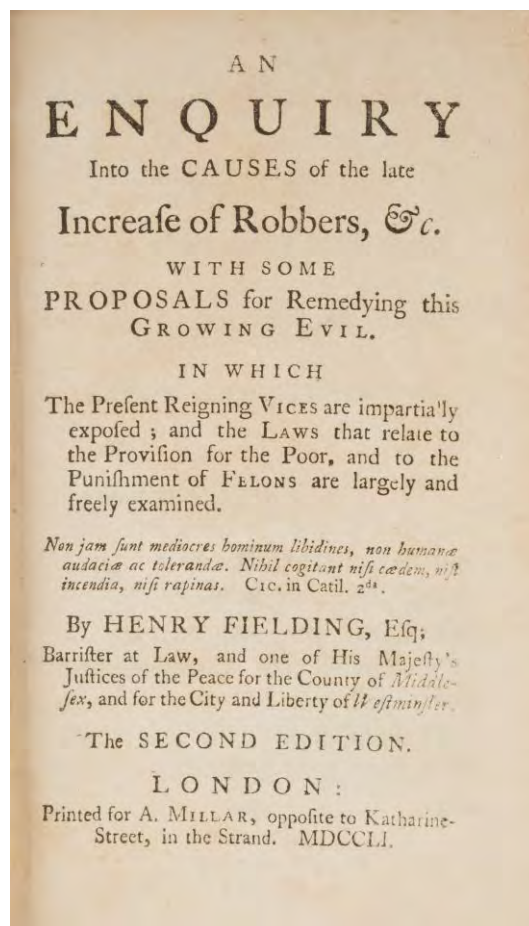 AN
ENQUIRY
Into the CAUSES of the late
Increaſe of Robbers, &c.
WITH SOME
PROPOSALS for Remedying this
GROWING EVIL.
IN WHICH
The Preſent Reigning VICES are impartia'ly
expoſed ; and the LAWS that relate to
the Proviſion for the Poor, and to the
Puniſhment of FELONS are largely and
freely examined.
Non jam ſunt mediocres hominum libidines, non humanæ
audaciæ ac tolerandæ. Nihil cogitant niſi cædem, niſi
incendia, niſi rapinas. CIC. in Catil. 2da.
By HENRY FIELDING, Eſq;
Barriſter at Law, and one of His Majeſty's
Juſtices of the Peace for the County of Middle-
ſex, and for the City and Liberty of Weſtminſter.
The SECOND EDITION.
LONDON:
Printed for A. MILLAR, oppoſite to Katharine-
Street, in the Strand. MDCCLI.